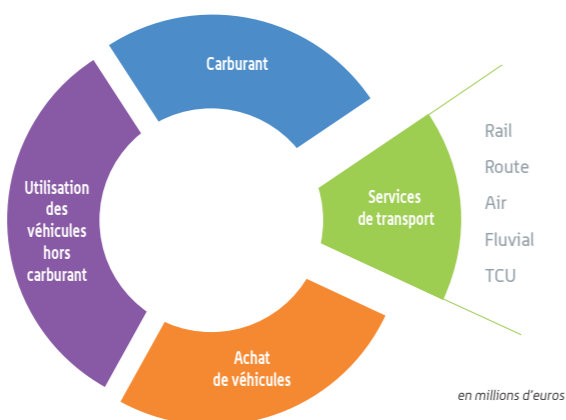 Carburant
Utilisation
des
véhicules
hors
carburant
Services
de transport
Rail
Route
Air
Fluvial
TCU
Achat
de véhicules
en millions d'euros